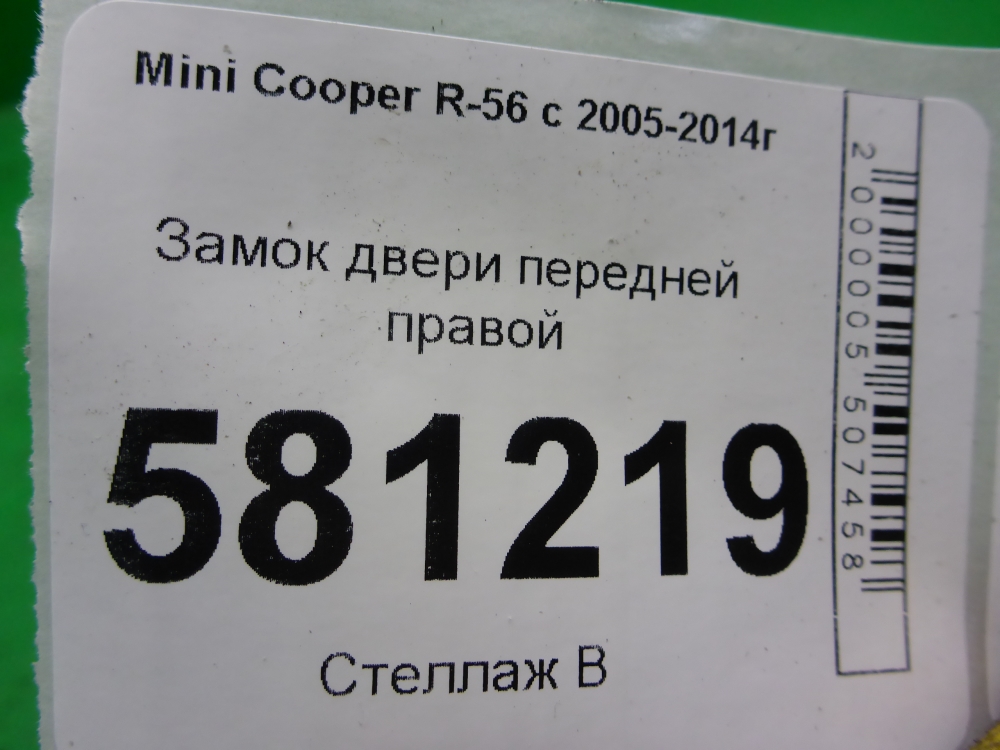 Mini Cooper R-56 с 2005-2014г
Замок двери передней
правой
581219
Стеллаж В
2000005507458